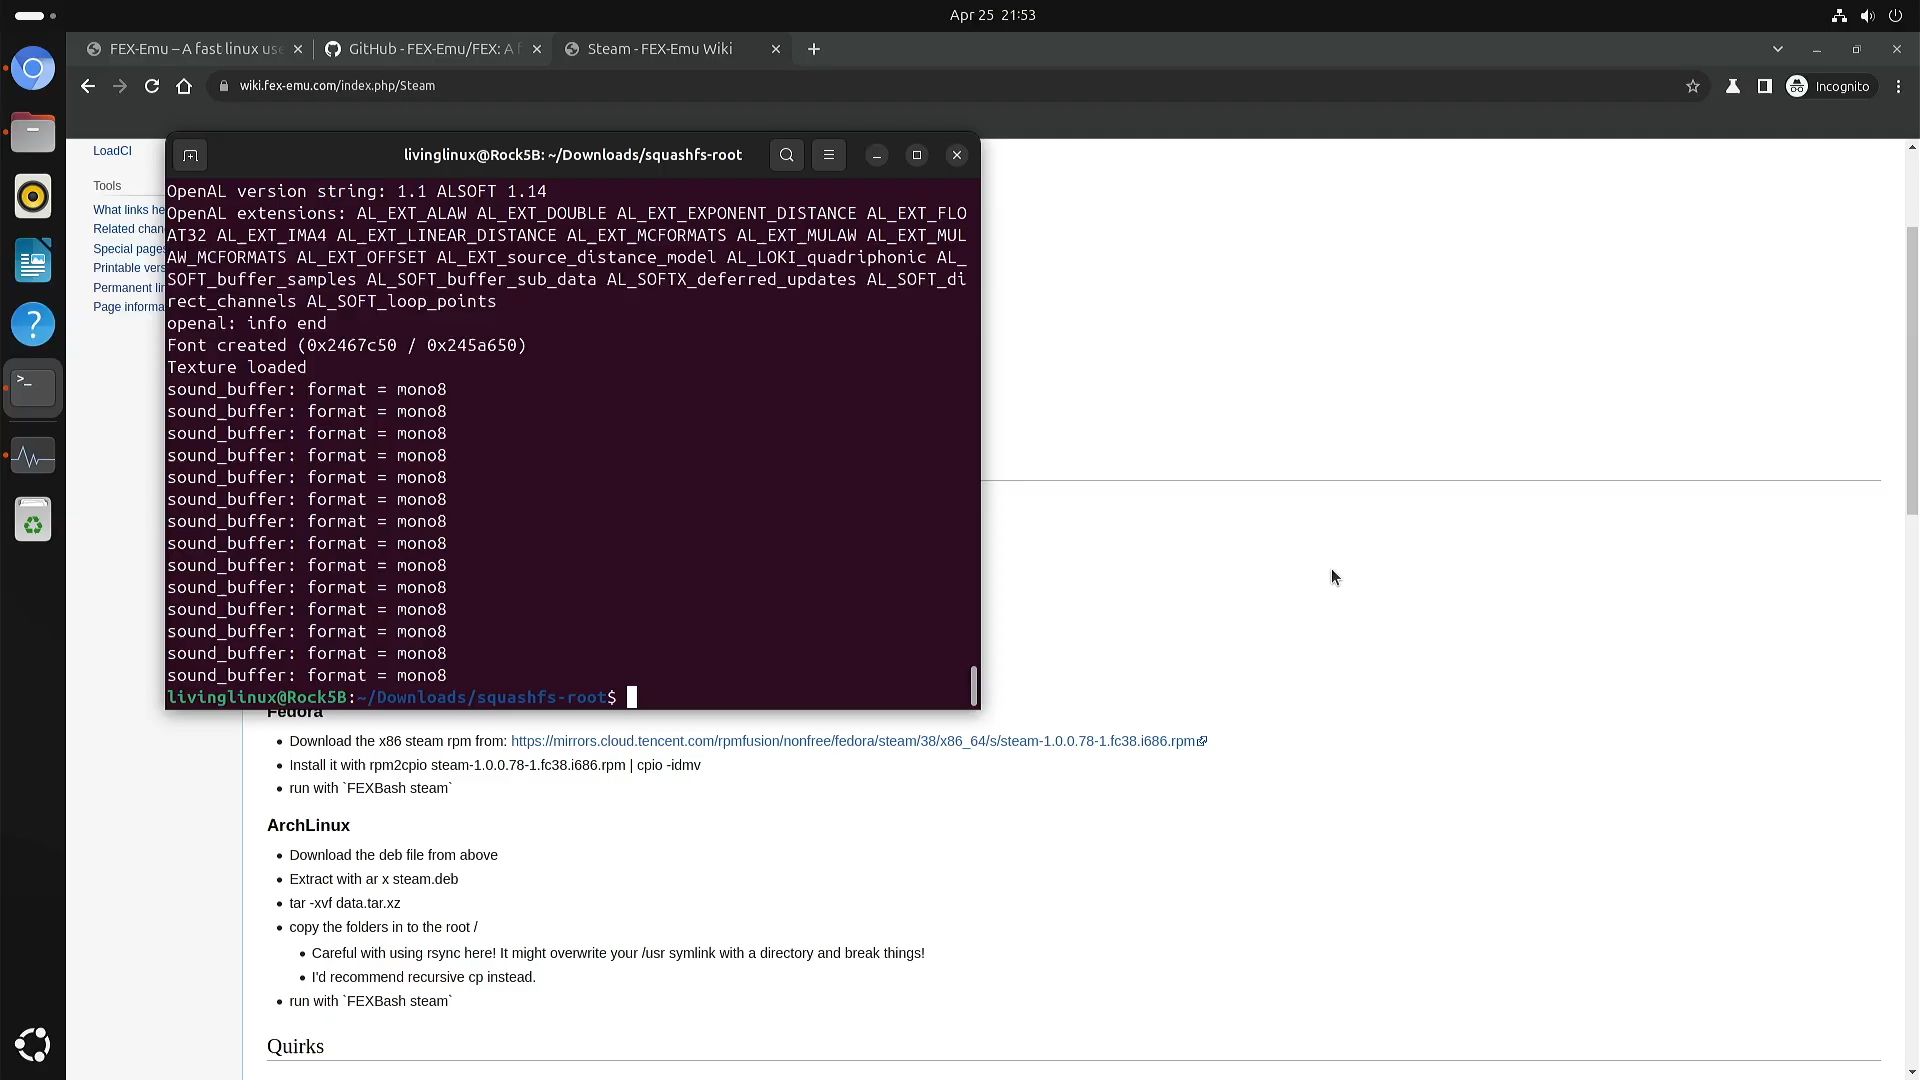 Apr 25 21:53
FEX-Emu – A fast linux use
GitHub - FEX-Emu/FEX: A f
Steam - FEX-Emu Wiki
wiki.fex-emu.com/index.php/Steam
Incognito
LoadCI
Tools
What links he
Related chan
Special pages
Printable vers
Permanent lin
Page informa
livinglinux@Rock5B: ~/Downloads/squashfs-root
OpenAL version string: 1.1 ALSOFT 1.14
OpenAL extensions: AL_EXT_ALAW AL_EXT_DOUBLE AL_EXT_EXPONENT_DISTANCE AL_EXT_FLO
AT32 AL_EXT_IMA4 AL_EXT_LINEAR_DISTANCE AL_EXT_MCFORMATS AL_EXT_MULAW AL_EXT_MUL
AW_MCFORMATS AL_EXT_OFFSET AL_EXT_source_distance_model AL_LOKI_quadriphonic AL_
SOFT_buffer_samples AL_SOFT_buffer_sub_data AL_SOFTX_deferred_updates AL_SOFT_di
rect_channels AL_SOFT_loop_points
openal: info end
Font created (0x2467c50 / 0x245a650)
Texture loaded
sound_buffer: format = mono8
sound_buffer: format = mono8
sound_buffer: format = mono8
sound_buffer: format = mono8
sound_buffer: format = mono8
sound_buffer: format = mono8
sound_buffer: format = mono8
sound_buffer: format = mono8
sound_buffer: format = mono8
sound_buffer: format = mono8
sound_buffer: format = mono8
sound_buffer: format = mono8
sound_buffer: format = mono8
sound_buffer: format = mono8
livinglinux@Rock5B:~/Downloads/squashfs-root$
Fedora
Download the x86 steam rpm from: https://mirrors.cloud.tencent.com/rpmfusion/nonfree/fedora/steam/38/x86_64/s/steam-1.0.0.78-1.fc38.i686.rpm
Install it with rpm2cpio steam-1.0.0.78-1.fc38.i686.rpm | cpio -idmv
run with `FEXBash steam`
ArchLinux
Download the deb file from above
Extract with ar x steam.deb
tar -xvf data.tar.xz
copy the folders in to the root /
Careful with using rsync here! It might overwrite your /usr symlink with a directory and break things!
I'd recommend recursive cp instead.
run with `FEXBash steam`
Quirks